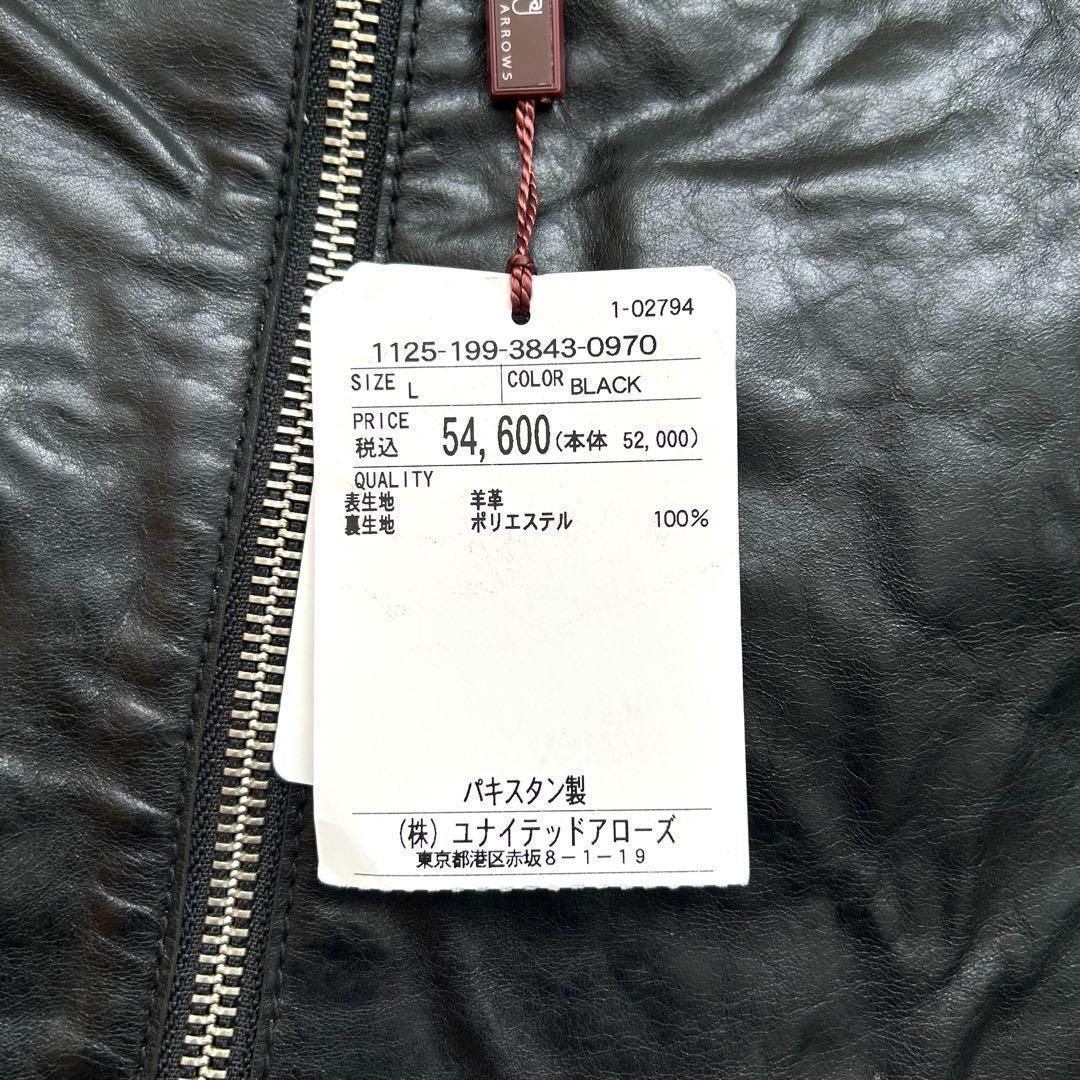 ARROWS
1-02794
1125-199-3843-0970
SIZE L COLOR BLACK
PRICE
税込 54,600(本体 52,000)
QUALITY
表生地 羊革
裏生地 ポリエステル 100%
パキスタン製
(株) ユナイテッドアローズ
東京都港区赤坂8-1-19